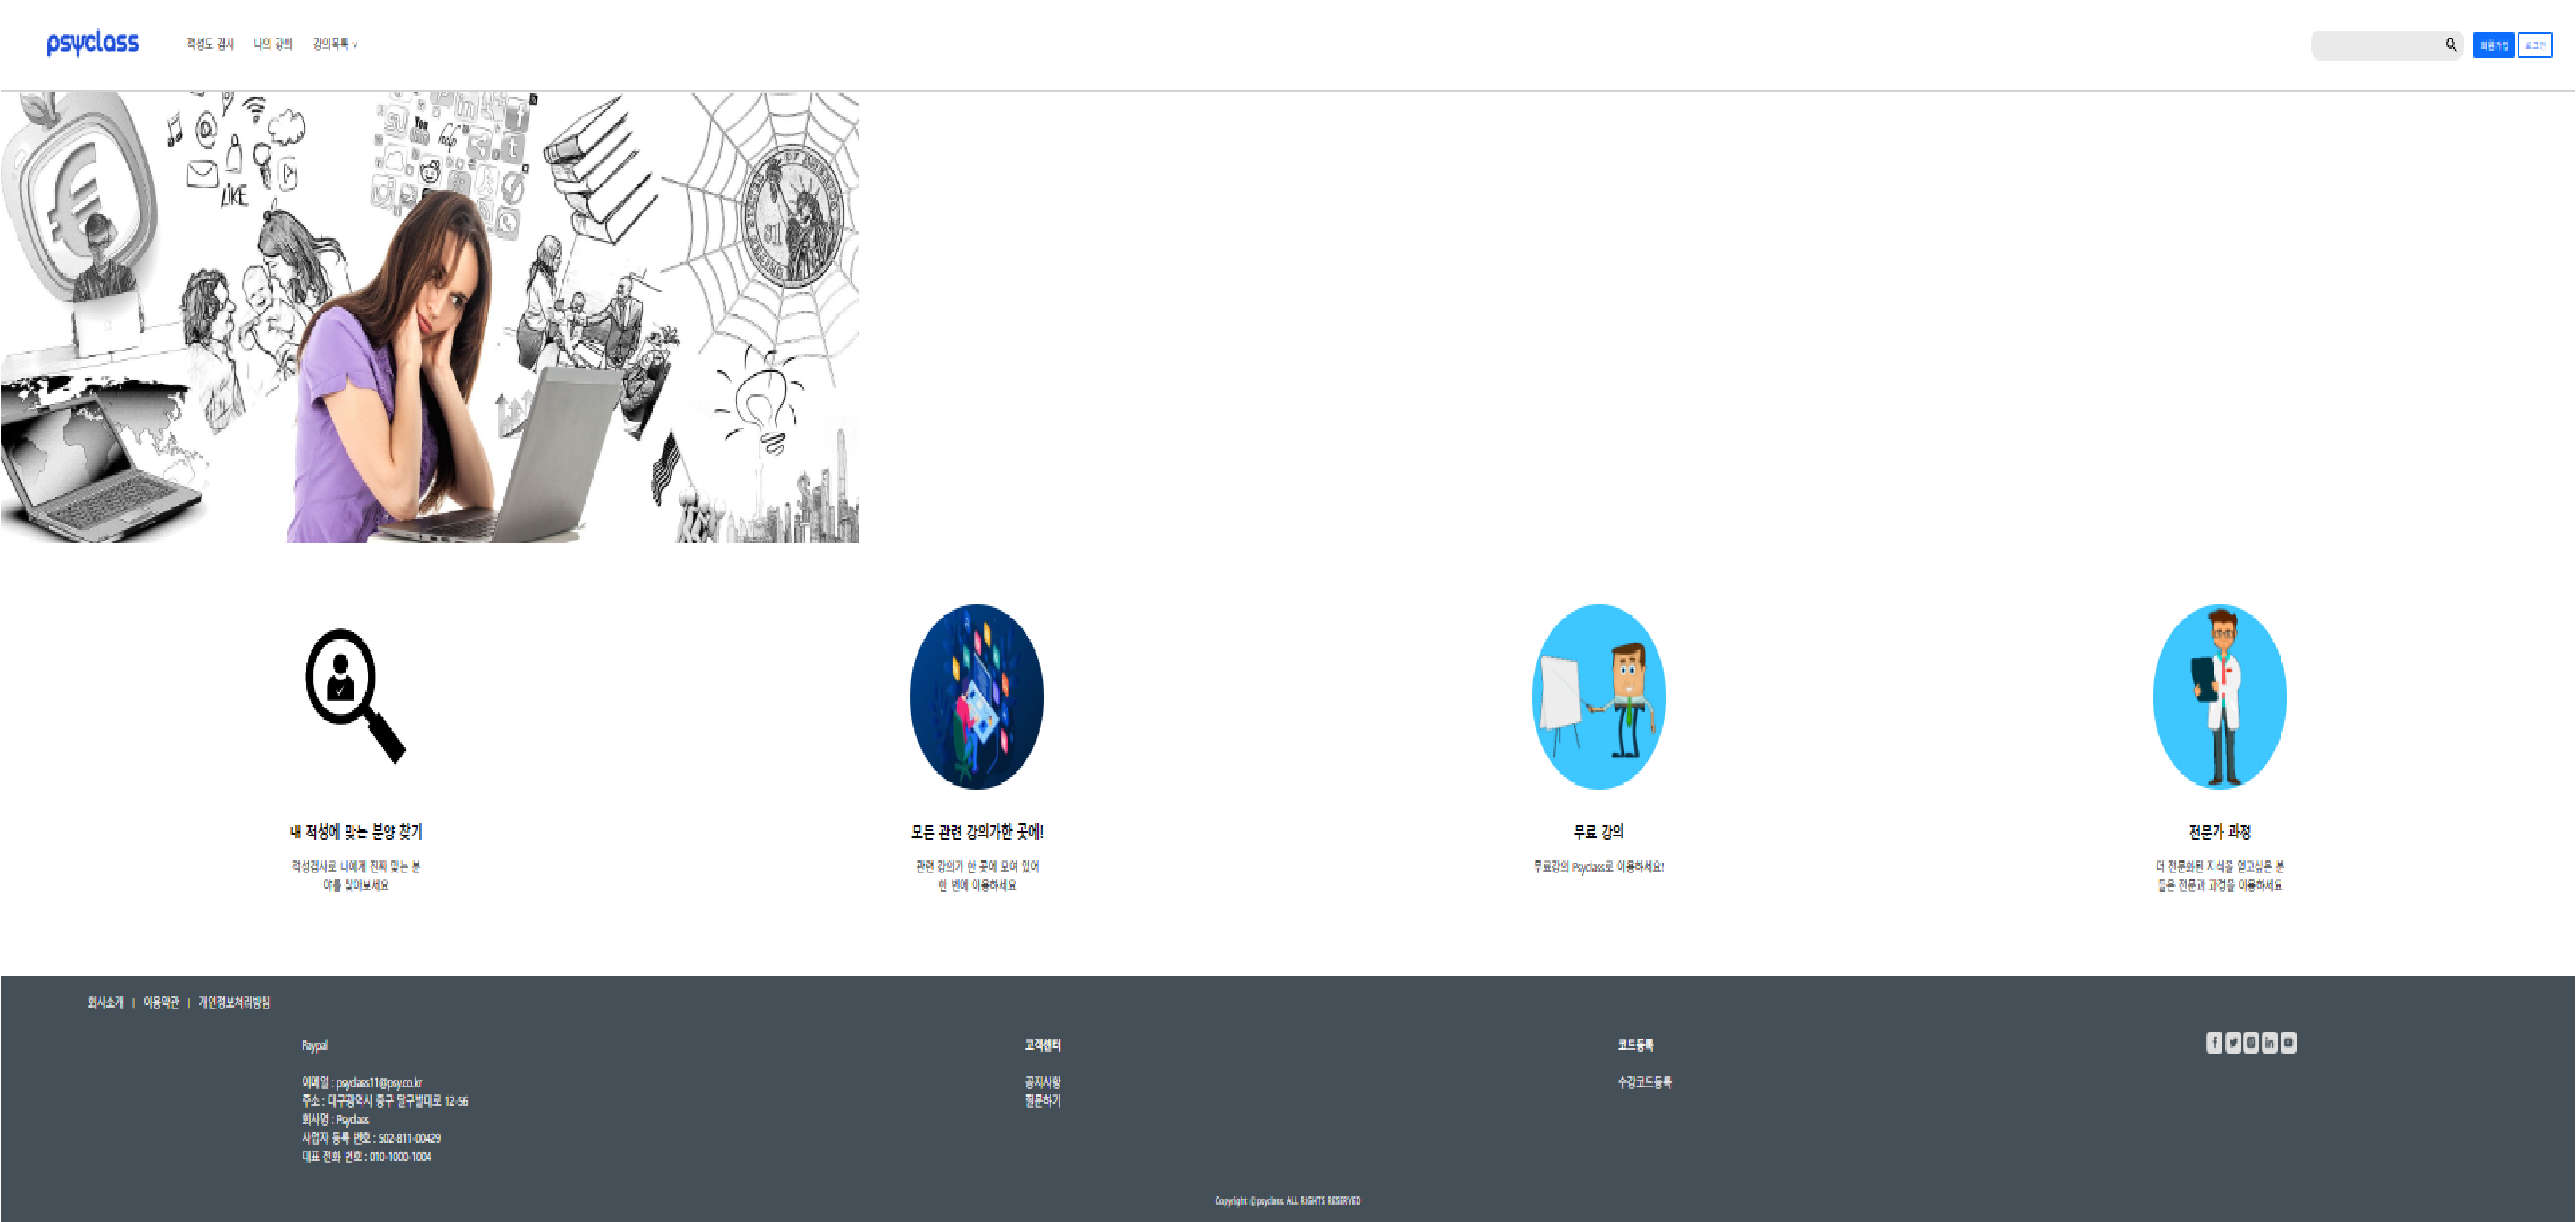 psyclass
적성도 검사 나의 강의 강의목록 ∨
회원가입 로그인
LIKE
You
$1
내 적성에 맞는 분양 찾기
적성검사로 나에게 진짜 맞는 분
야를 찾아보세요
모든 관련 강의가한 곳에!
관련 강의가 한 곳에 모여 있어
한 번에 이용하세요
무료 강의
무료강의 Psyclass로 이용하세요!
전문가 과정
더 전문화된 지식을 얻고싶은 분
들은 전문과 과정을 이용하세요
회사소개 | 이용약관 | 개인정보처리방침
Paypal
이메일 : psyclass11@psy.co.kr
주소 : 대구광역시 중구 달구벌대로 12-56
회사명 : Psyclass
사업자 등록 번호 : 502-811-00429
대표 전화 번호 : 010-1000-1004
고객센터
공지사항
질문하기
코드등록
수강코드등록
Copyright ©psyclass. ALL RIGHTS RESERVED